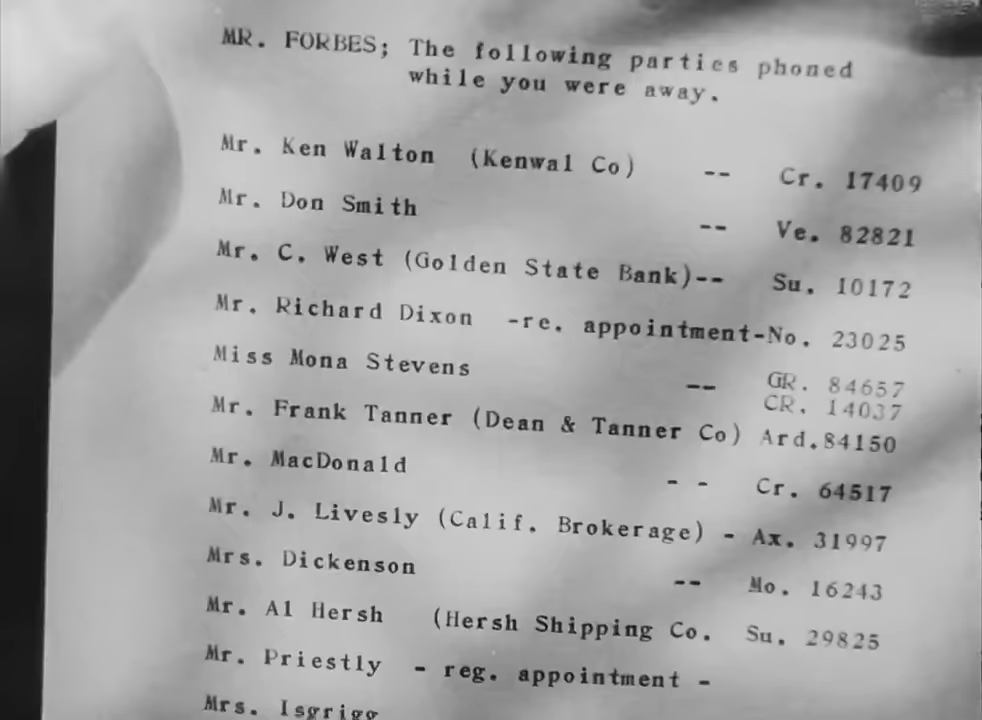 MR. FORBES; The following parties phoned
while you were away.
Mr. Ken Walton (Kenwal Co) -- Cr. 17409
Mr. Don Smith -- Ve. 82821
Mr. C. West (Golden State Bank)-- Su. 10172
Mr. Richard Dixon -re. appointment-No. 23025
Miss Mona Stevens -- GR. 84657
CR. 14037
Mr. Frank Tanner (Dean & Tanner Co) Ard.84150
Mr. MacDonald - - Cr. 64517
Mr. J. Livesly (Calif. Brokerage) - Ax. 31997
Mrs. Dickenson -- Mo. 16243
Mr. Al Hersh (Hersh Shipping Co. Su. 29825
Mr. Priestly - reg. appointment -
Mrs. Isgrigg